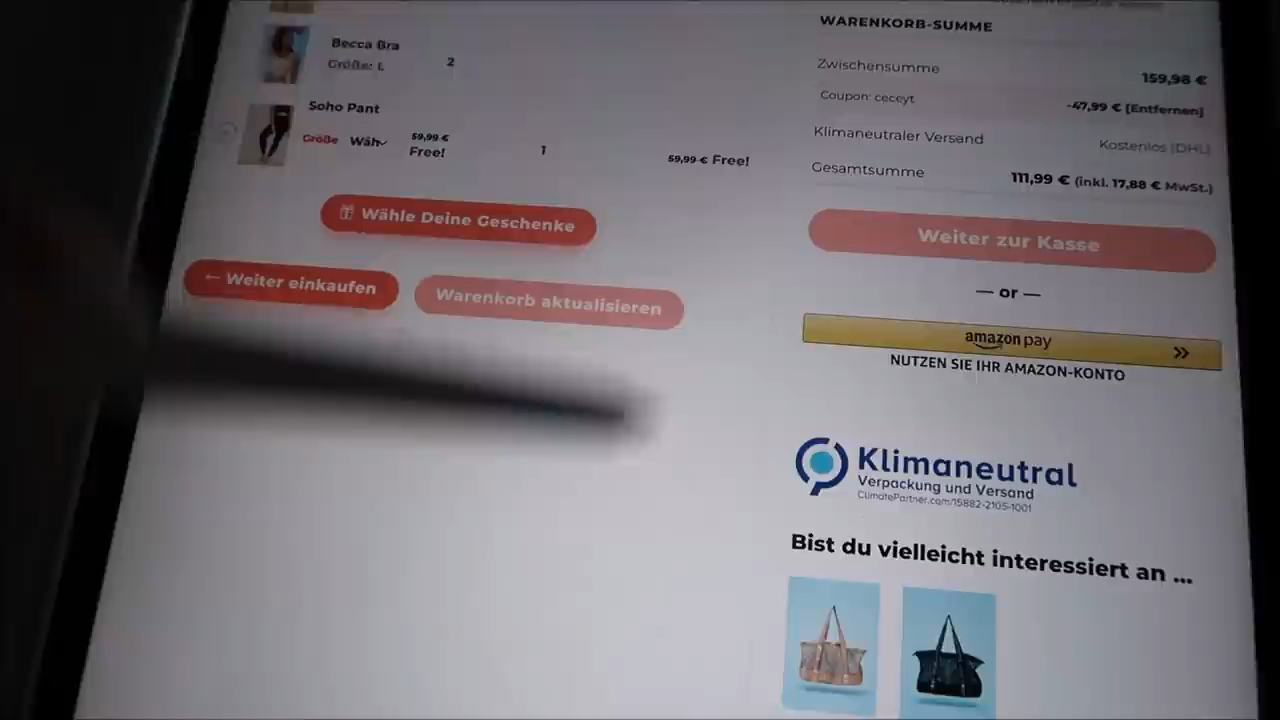 Becca Bra
Größe: L
2
Soho Pant
Größe
Wäh
59,99 €
Free!
1
59,99 € Free!
Wähle Deine Geschenke
← Weiter einkaufen
Warenkorb aktualisieren
WARENKORB-SUMME
Zwischensumme
159,98 €
Coupon: ceceyt
-47,99 € [Entfernen]
Klimaneutraler Versand
Kostenlos (DHL)
Gesamtsumme
111,99 € (inkl. 17,88 € MwSt.)
Weiter zur Kasse
— or —
amazon pay
NUTZEN SIE IHR AMAZON-KONTO
Klimaneutral
Verpackung und Versand
ClimatePartner.com/15882-2105-1001
Bist du vielleicht interessiert an ...